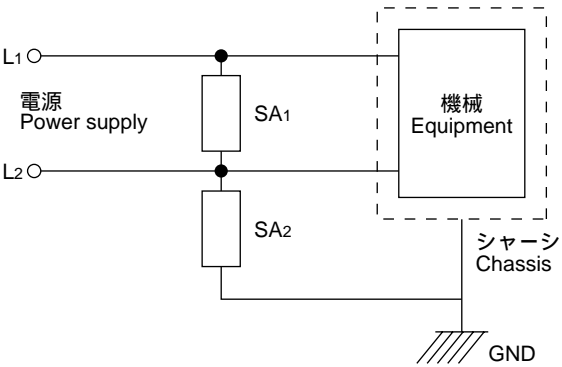 L1
電源
Power supply
SA1
機械
Equipment
L2
SA2
シャーシ
Chassis
GND